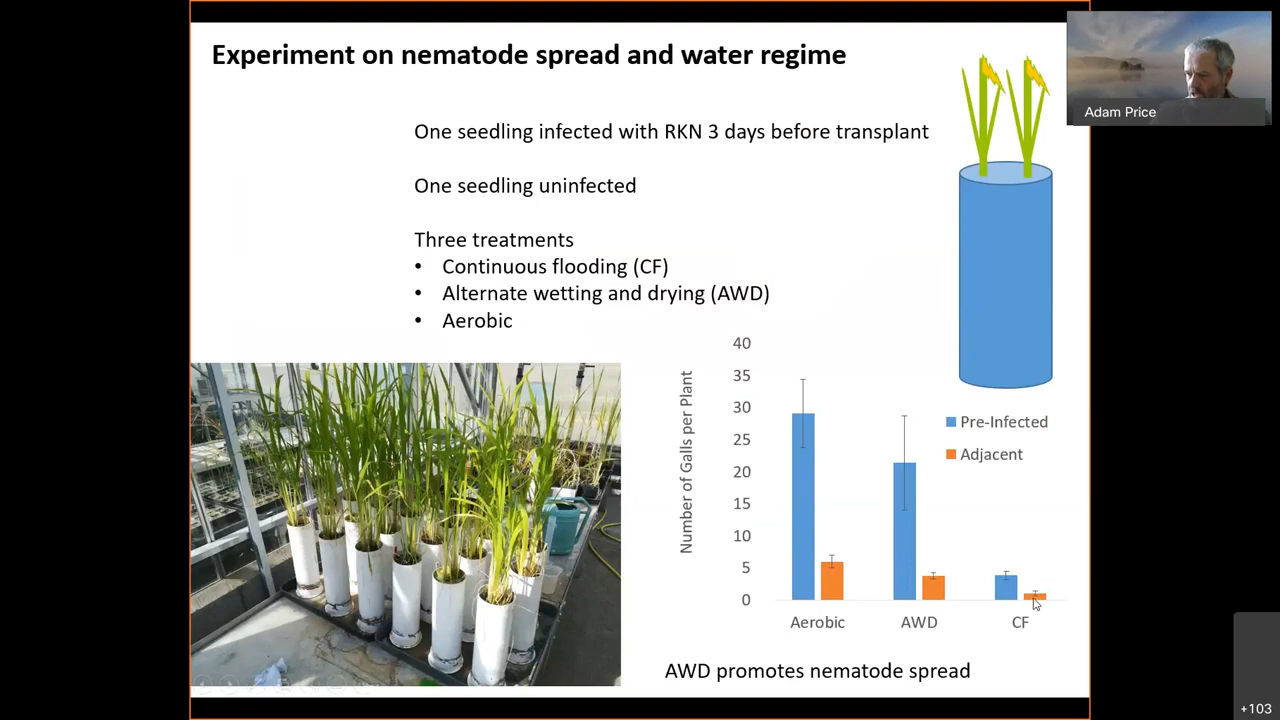 Experiment on nematode spread and water regime
Adam Price
One seedling infected with RKN 3 days before transplant
One seedling uninfected
Three treatments
• Continuous flooding (CF)
• Alternate wetting and drying (AWD)
• Aerobic
40
35
30
25
20
15
10
5
0
Number of Galls per Plant
Pre-Infected
Adjacent
Aerobic
AWD
CF
AWD promotes nematode spread
+103